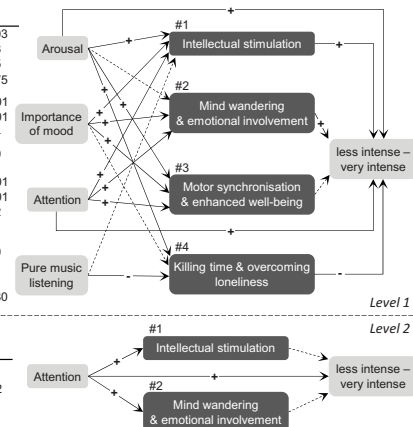 #1
Arousal
Intellectual stimulation
#2
Importance
of mood
Mind wandering
& emotional involvement
less intense –
very intense
#3
Attention
Motor synchronisation
& enhanced well-being
#4
Pure music
listening
Killing time & overcoming
loneliness
Level 1
Level 2
#1
Intellectual stimulation
Attention
less intense –
very intense
#2
Mind wandering
& emotional involvement